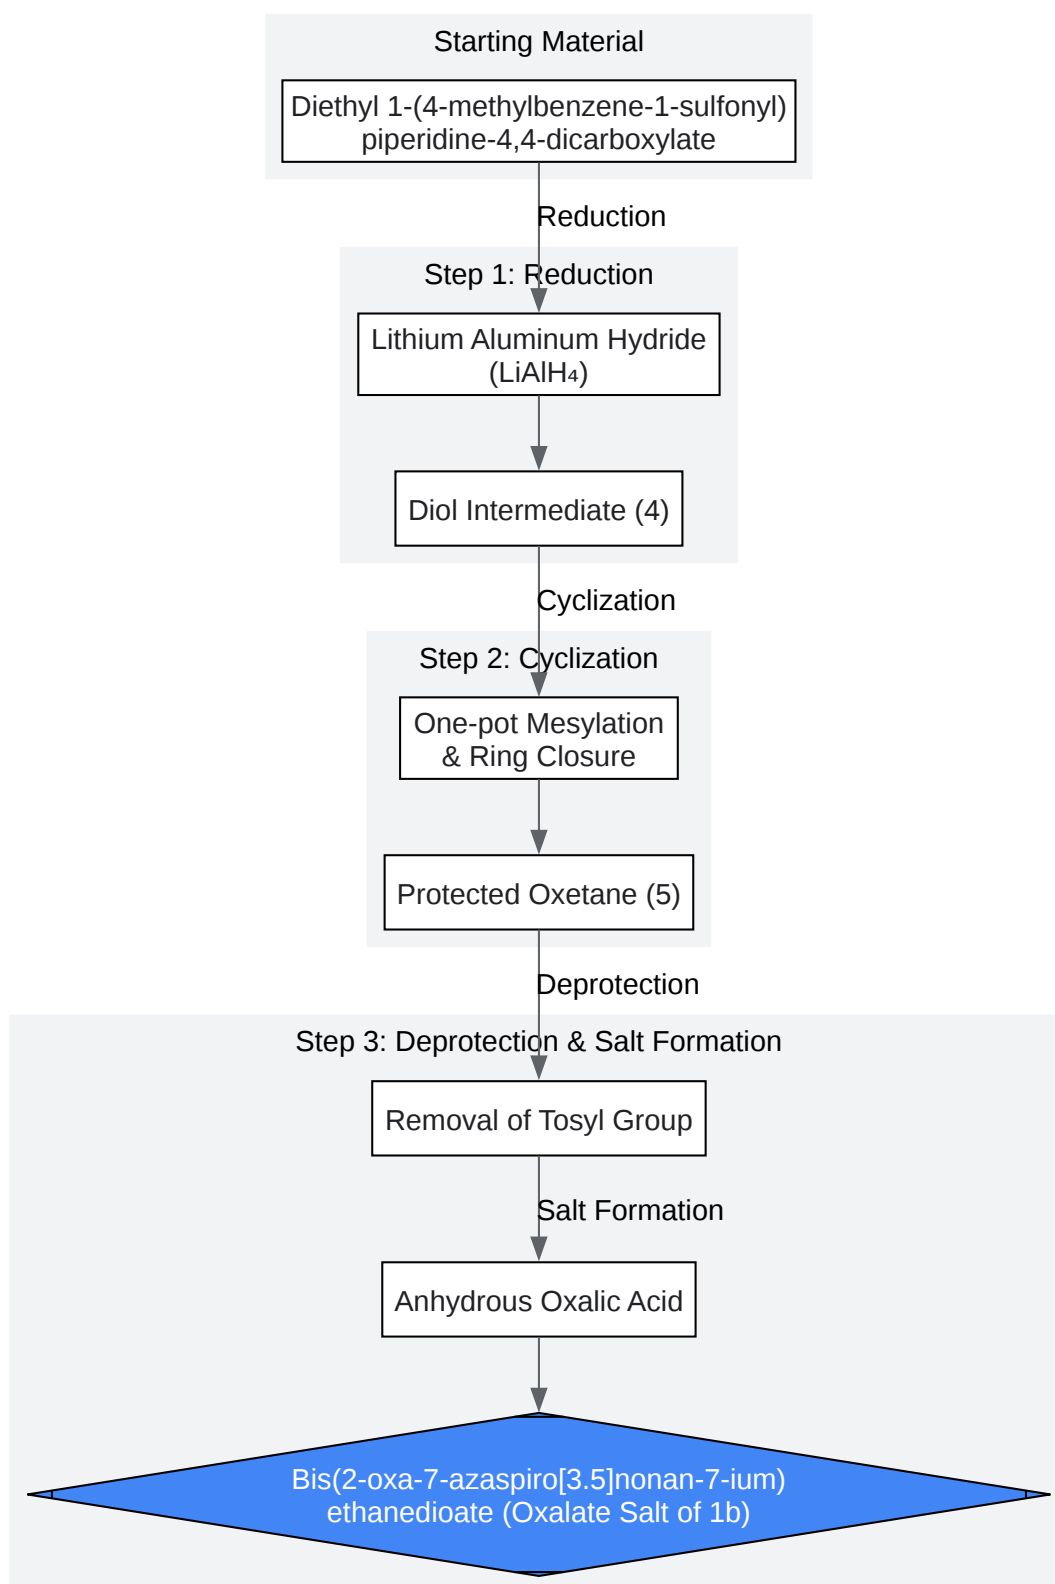 Starting Material
Diethyl 1-(4-methylbenzene-1-sulfonyl)
piperidine-4,4-dicarboxylate
Reduction
Step 1: Reduction
Lithium Aluminum Hydride
(LiAlH₄)
Diol Intermediate (4)
Cyclization
Step 2: Cyclization
One-pot Mesylation
& Ring Closure
Protected Oxetane (5)
Deprotection
Step 3: Deprotection & Salt Formation
Removal of Tosyl Group
Salt Formation
Anhydrous Oxalic Acid
Bis(2-oxa-7-azaspiro[3.5]nonan-7-ium)
ethanedioate (Oxalate Salt of 1b)